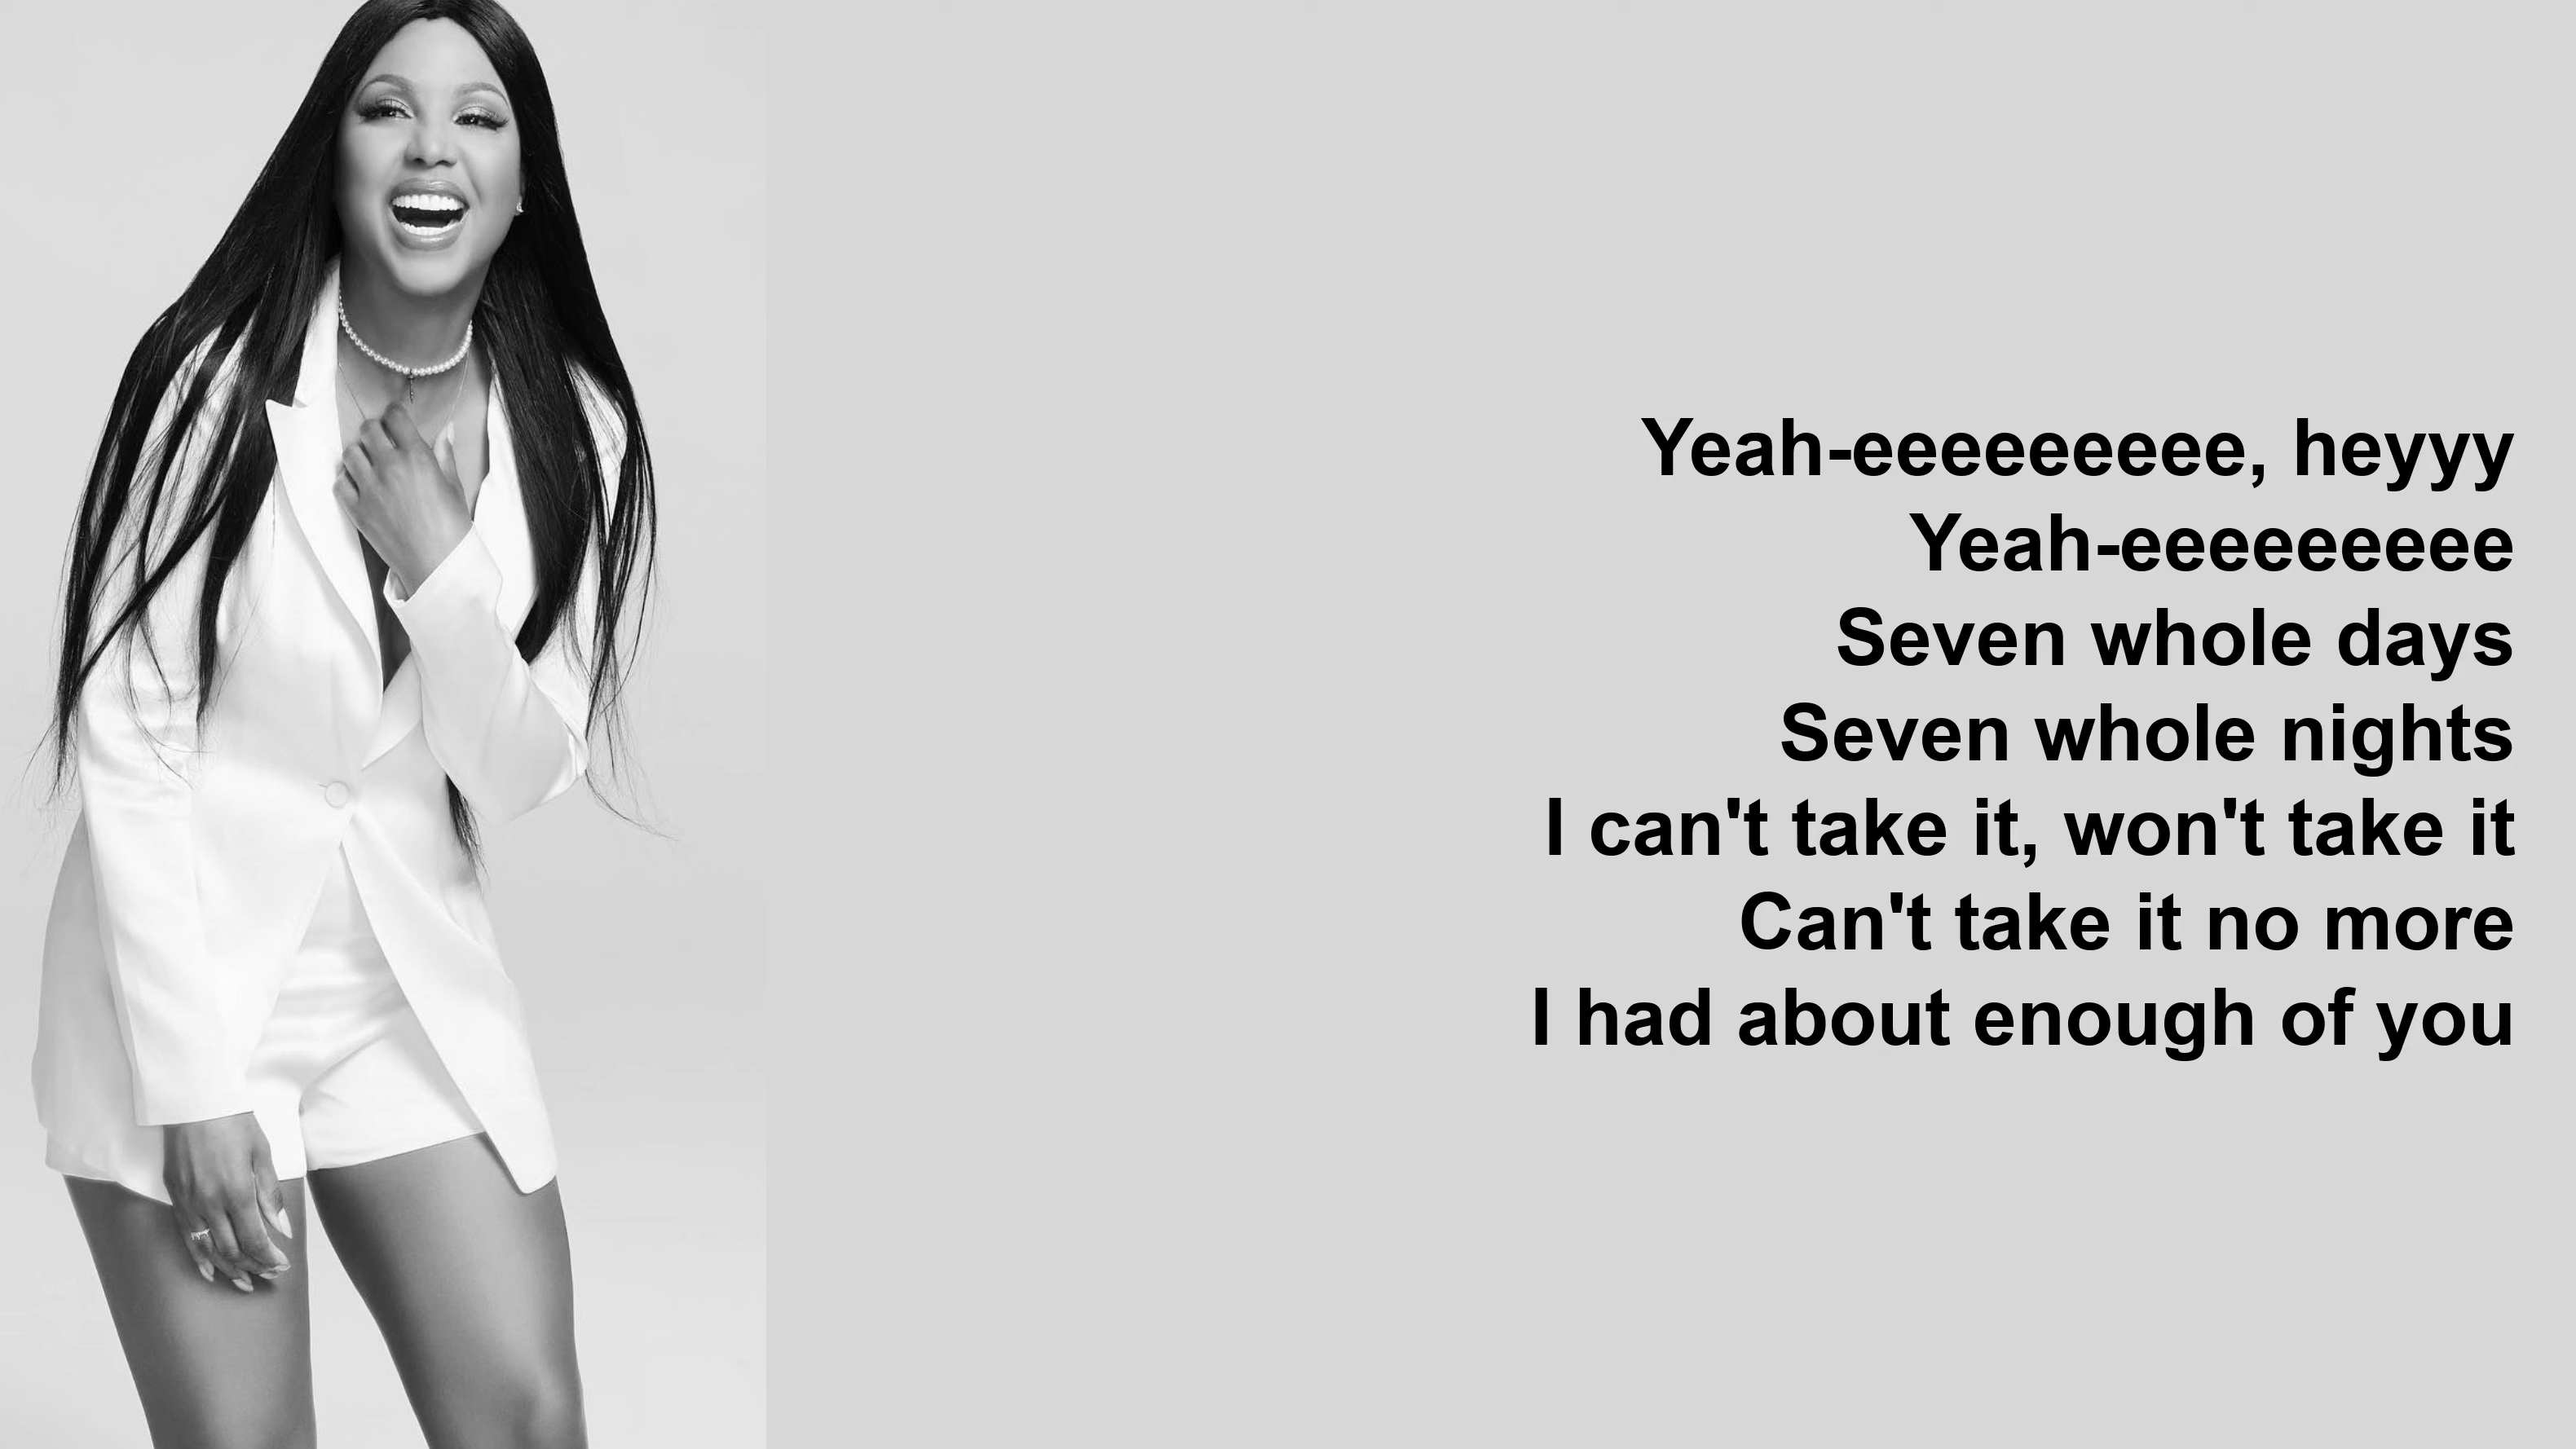 Yeah-eeeeeeeee, heyyy
Yeah-eeeeeeeee
Seven whole days
Seven whole nights
I can't take it, won't take it
Can't take it no more
I had about enough of you